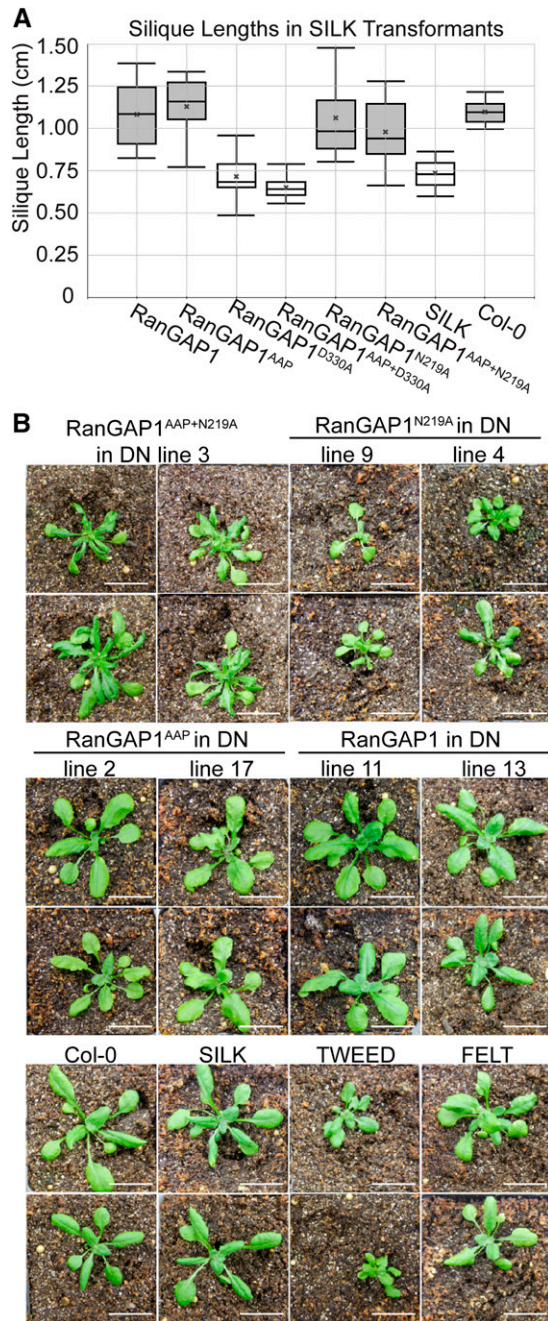 A
Silique Lengths in SILK Transformants
Silique Length (cm)
1.50
1.25
1.00
0.75
0.50
0.25
0
RanGAP1
RanGAP1AAP
RanGAP1D330A
RanGAP1AAP+D330A
RanGAP1N219A
RanGAP1AAP+N219A
SILK
Col-0
B
RanGAP1AAP+N219A
in DN line 3
RanGAP1N219A in DN
line 9
line 4
RanGAP1AAP in DN
RanGAP1 in DN
line 2
line 17
line 11
line 13
Col-0
SILK
TWEED
FELT